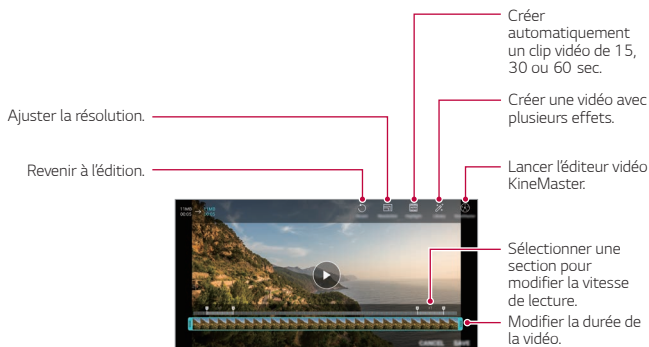 Créer
automatiquement
un clip vidéo de 15,
30 ou 60 sec.
Ajuster la résolution.
Créer une vidéo avec
plusieurs effets.
Revenir à l'édition.
Lancer l'éditeur vidéo
KineMaster.
Sélectionner une
section pour
modifier la vitesse
de lecture.
Modifier la durée de
la vidéo.
CANCEL SAVE